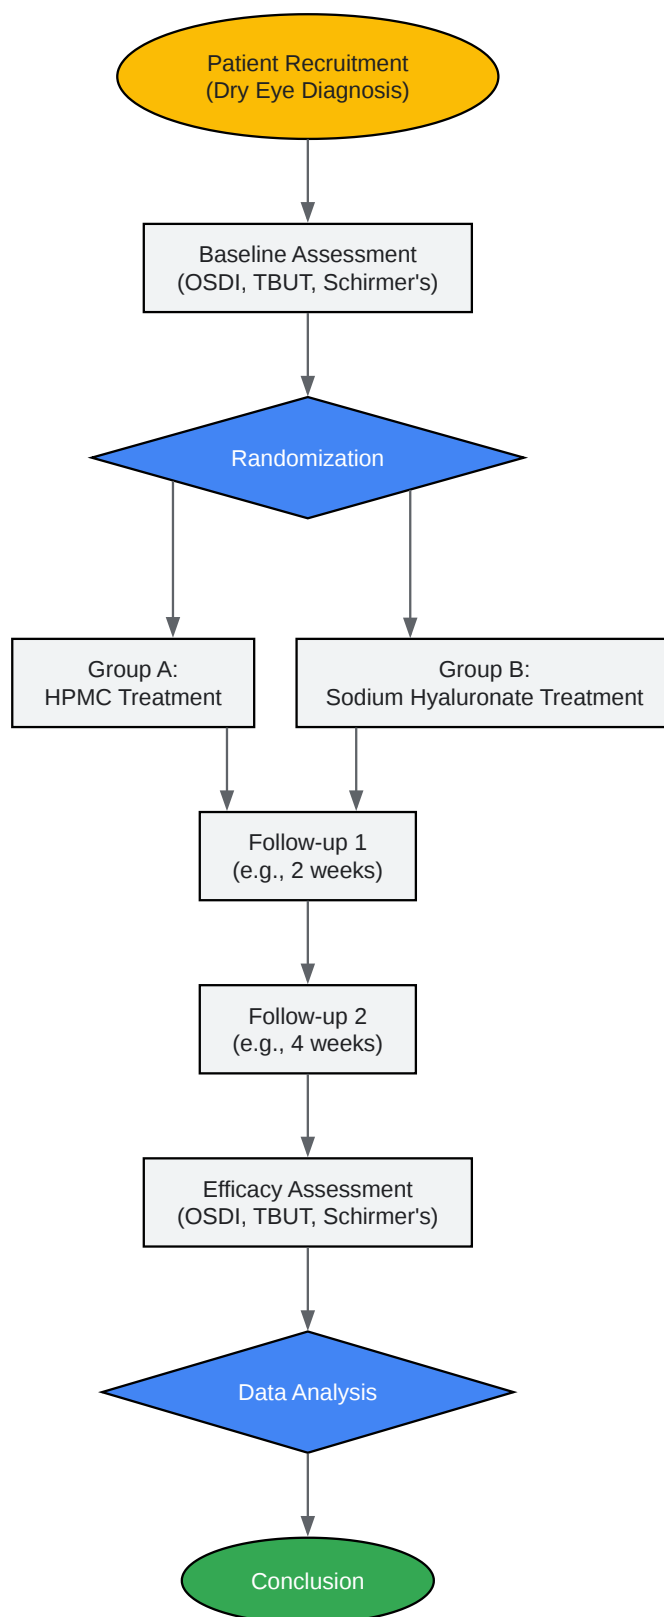 Patient Recruitment
(Dry Eye Diagnosis)
Baseline Assessment
(OSDI, TBUT, Schirmer's)
Randomization
Group A:
HPMC Treatment
Group B:
Sodium Hyaluronate Treatment
Follow-up 1
(e.g., 2 weeks)
Follow-up 2
(e.g., 4 weeks)
Efficacy Assessment
(OSDI, TBUT, Schirmer's)
Data Analysis
Conclusion